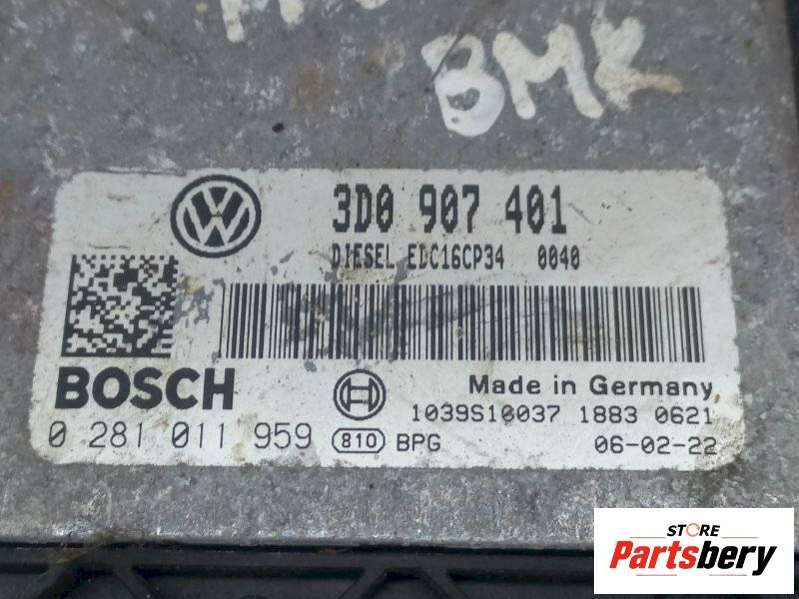 BMK
3D0 907 401
DIESEL EDC16CP34 0040
BOSCH
Made in Germany
1039S10037 1883 0621
0 281 011 959 810 BPG 06-02-22
STORE
Partsbery